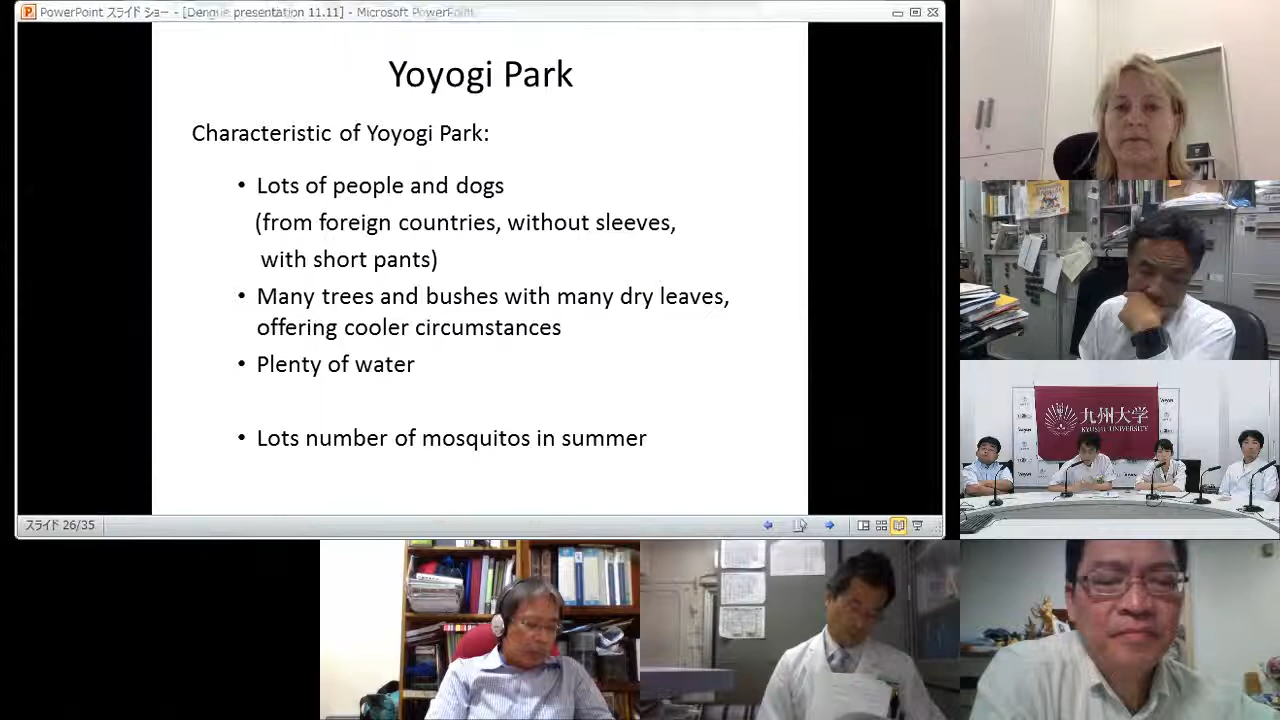 PowerPoint スライド ショー - [Dengue presentation 11.11] - Microsoft PowerPoint
Yoyogi Park
Characteristic of Yoyogi Park:
• Lots of people and dogs
(from foreign countries, without sleeves,
with short pants)
• Many trees and bushes with many dry leaves,
offering cooler circumstances
• Plenty of water
• Lots number of mosquitos in summer
スライド 26/35
九州大学
KYUSHU UNIVERSITY